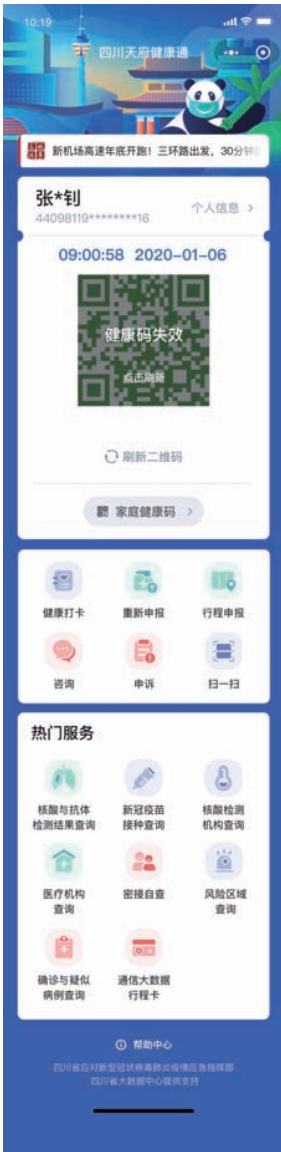 10:19
四川天府健康通
新机场高速年底开跑！三环路出发，30分钟
张*钊
44098119********16
个人信息
09:00:58 2020-01-06
健康码失效
点击刷新
刷新二维码
家庭健康码
健康打卡 重新申报 行程申报
咨询 申诉 扫一扫
热门服务
核酸与抗体 新冠疫苗 核酸检测
检测结果查询 接种查询 机构查询
医疗机构 密接自查 风险区域
查询 查询
确诊与疑似 通信大数据
病例查询 行程卡
帮助中心
四川省应对新型冠状病毒肺炎疫情应急指挥部
四川省大数据中心提供支持